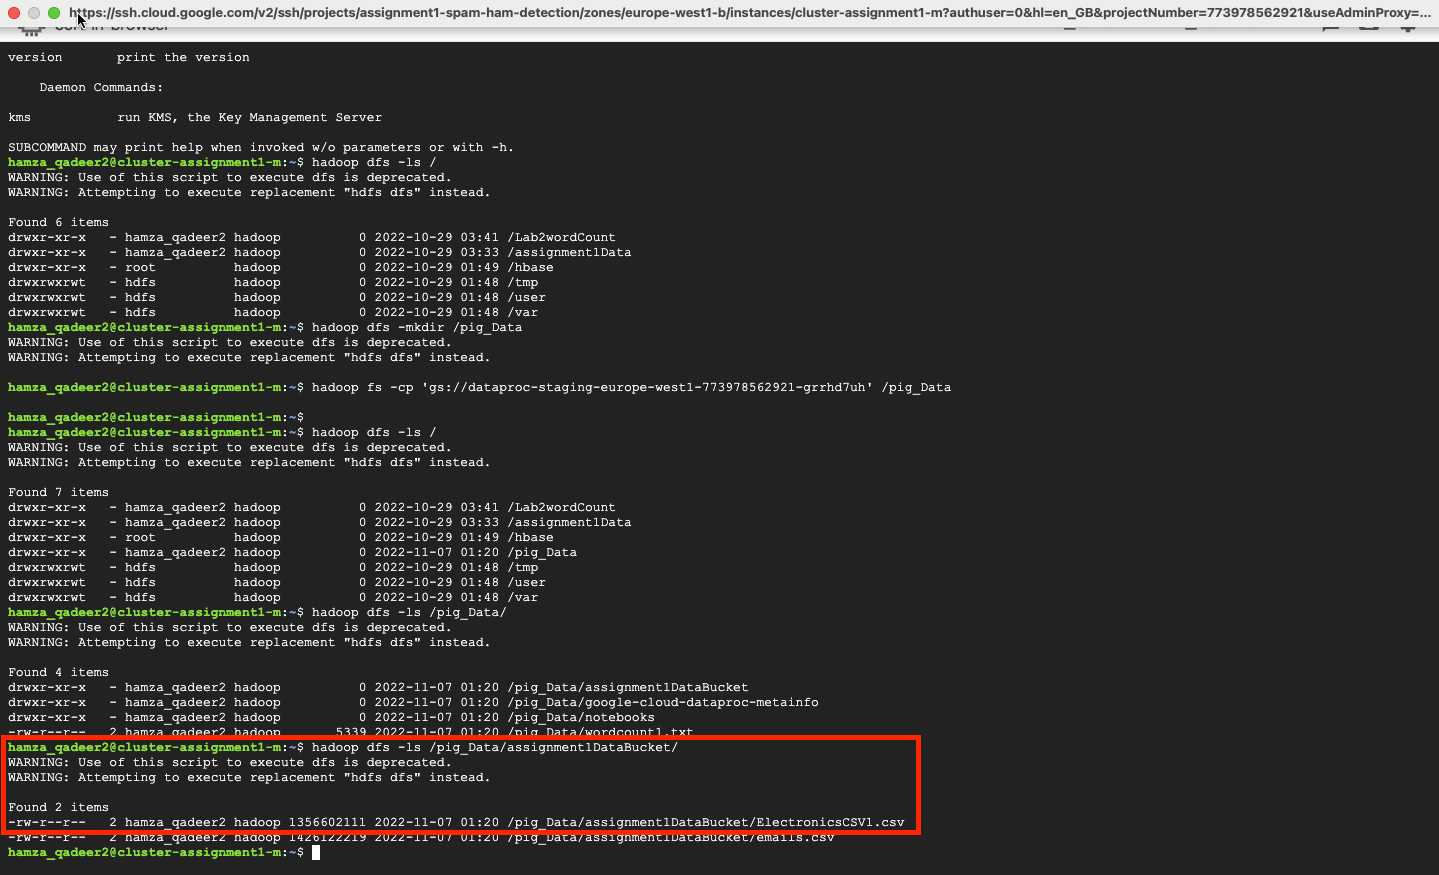 https://ssh.cloud.google.com/v2/ssh/projects/assignment1-spam-ham-detection/zones/europe-west1-b/instances/cluster-assignment1-m?authuser=0&hl=en_GB&projectNumber=773978562921&useAdminProxy=...
version       print the version
    Daemon Commands:
kms           run KMS, the Key Management Server
SUBCOMMAND may print help when invoked w/o parameters or with -h.
hamza_qadeer2@cluster-assignment1-m:~$ hadoop dfs -ls /
WARNING: Use of this script to execute dfs is deprecated.
WARNING: Attempting to execute replacement "hdfs dfs" instead.
Found 6 items
drwxr-xr-x   - hamza_qadeer2 hadoop          0 2022-10-29 03:41 /Lab2wordCount
drwxr-xr-x   - hamza_qadeer2 hadoop          0 2022-10-29 03:33 /assignment1Data
drwxr-xr-x   - root          hadoop          0 2022-10-29 01:49 /hbase
drwxrwxrwt   - hdfs          hadoop          0 2022-10-29 01:48 /tmp
drwxrwxrwt   - hdfs          hadoop          0 2022-10-29 01:48 /user
drwxrwxrwt   - hdfs          hadoop          0 2022-10-29 01:48 /var
hamza_qadeer2@cluster-assignment1-m:~$ hadoop dfs -mkdir /pig_Data
WARNING: Use of this script to execute dfs is deprecated.
WARNING: Attempting to execute replacement "hdfs dfs" instead.
hamza_qadeer2@cluster-assignment1-m:~$ hadoop fs -cp 'gs://dataproc-staging-europe-west1-773978562921-grrhd7uh' /pig_Data
hamza_qadeer2@cluster-assignment1-m:~$
hamza_qadeer2@cluster-assignment1-m:~$ hadoop dfs -ls /
WARNING: Use of this script to execute dfs is deprecated.
WARNING: Attempting to execute replacement "hdfs dfs" instead.
Found 7 items
drwxr-xr-x   - hamza_qadeer2 hadoop          0 2022-10-29 03:41 /Lab2wordCount
drwxr-xr-x   - hamza_qadeer2 hadoop          0 2022-10-29 03:33 /assignment1Data
drwxr-xr-x   - root          hadoop          0 2022-10-29 01:49 /hbase
drwxr-xr-x   - hamza_qadeer2 hadoop          0 2022-11-07 01:20 /pig_Data
drwxrwxrwt   - hdfs          hadoop          0 2022-10-29 01:48 /tmp
drwxrwxrwt   - hdfs          hadoop          0 2022-10-29 01:48 /user
drwxrwxrwt   - hdfs          hadoop          0 2022-10-29 01:48 /var
hamza_qadeer2@cluster-assignment1-m:~$ hadoop dfs -ls /pig_Data/
WARNING: Use of this script to execute dfs is deprecated.
WARNING: Attempting to execute replacement "hdfs dfs" instead.
Found 4 items
drwxr-xr-x   - hamza_qadeer2 hadoop          0 2022-11-07 01:20 /pig_Data/assignment1DataBucket
drwxr-xr-x   - hamza_qadeer2 hadoop          0 2022-11-07 01:20 /pig_Data/google-cloud-dataproc-metainfo
drwxr-xr-x   - hamza_qadeer2 hadoop          0 2022-11-07 01:20 /pig_Data/notebooks
-rw-r--r--   2 hamza_qadeer2 hadoop       5339 2022-11-07 01:20 /pig_Data/wordcount1.txt
hamza_qadeer2@cluster-assignment1-m:~$ hadoop dfs -ls /pig_Data/assignment1DataBucket/
WARNING: Use of this script to execute dfs is deprecated.
WARNING: Attempting to execute replacement "hdfs dfs" instead.
Found 2 items
-rw-r--r--   2 hamza_qadeer2 hadoop 1356602111 2022-11-07 01:20 /pig_Data/assignment1DataBucket/ElectronicsCSV1.csv
-rw-r--r--   2 hamza_qadeer2 hadoop 1426122219 2022-11-07 01:20 /pig_Data/assignment1DataBucket/emails.csv
hamza_qadeer2@cluster-assignment1-m:~$